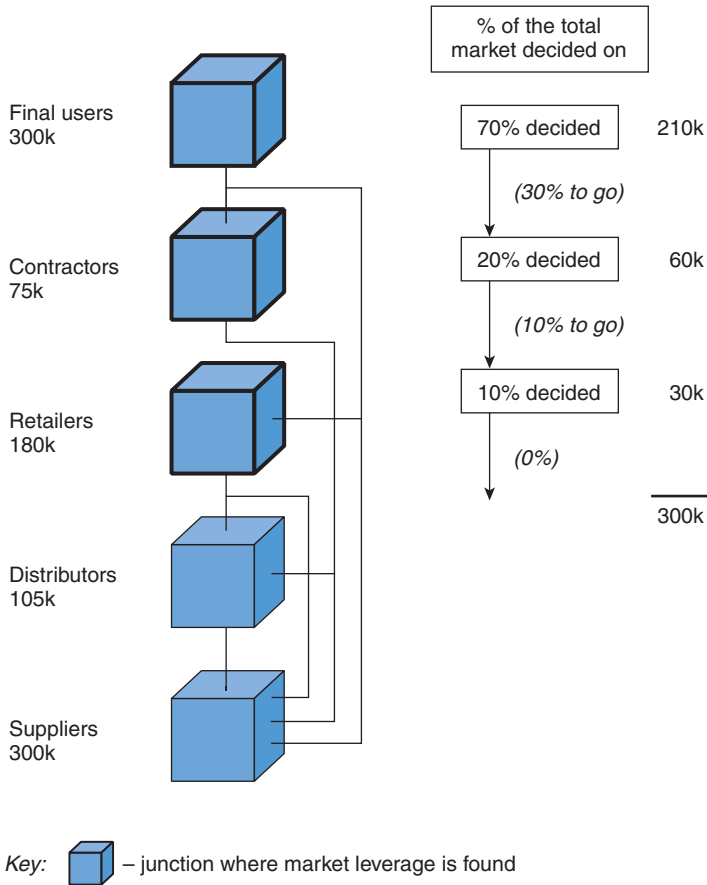 % of the total
market decided on
Final users
300k
70% decided
210k
(30% to go)
Contractors
75k
20% decided
60k
(10% to go)
Retailers
180k
10% decided
30k
(0%)
300k
Distributors
105k
Suppliers
300k
Key: – junction where market leverage is found